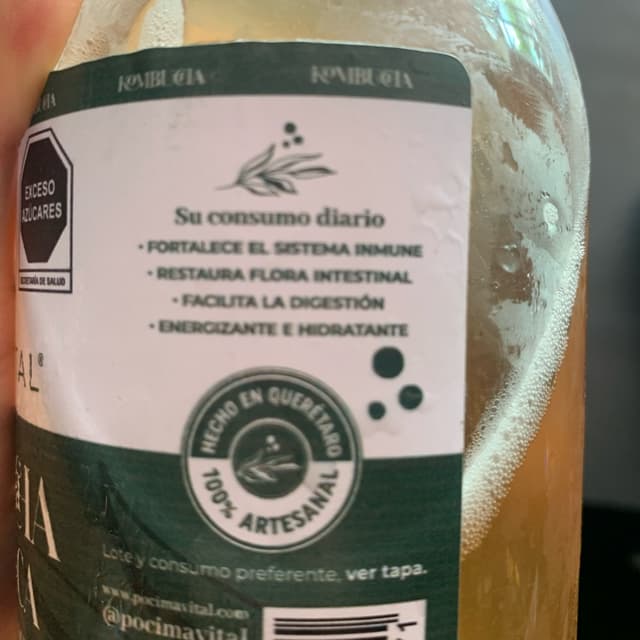 KOMBUCHA KOMBUCHA
EXCESO
AZÚCARES
SECRETARÍA DE SALUD
Su consumo diario
• FORTALECE EL SISTEMA INMUNE
• RESTAURA FLORA INTESTINAL
• FACILITA LA DIGESTIÓN
• ENERGIZANTE E HIDRATANTE
TAL®
HECHO EN QUERÉTARO
100% ARTESANAL
Lote y consumo preferente, ver tapa.
www.pocimavital.com
@pocimavital